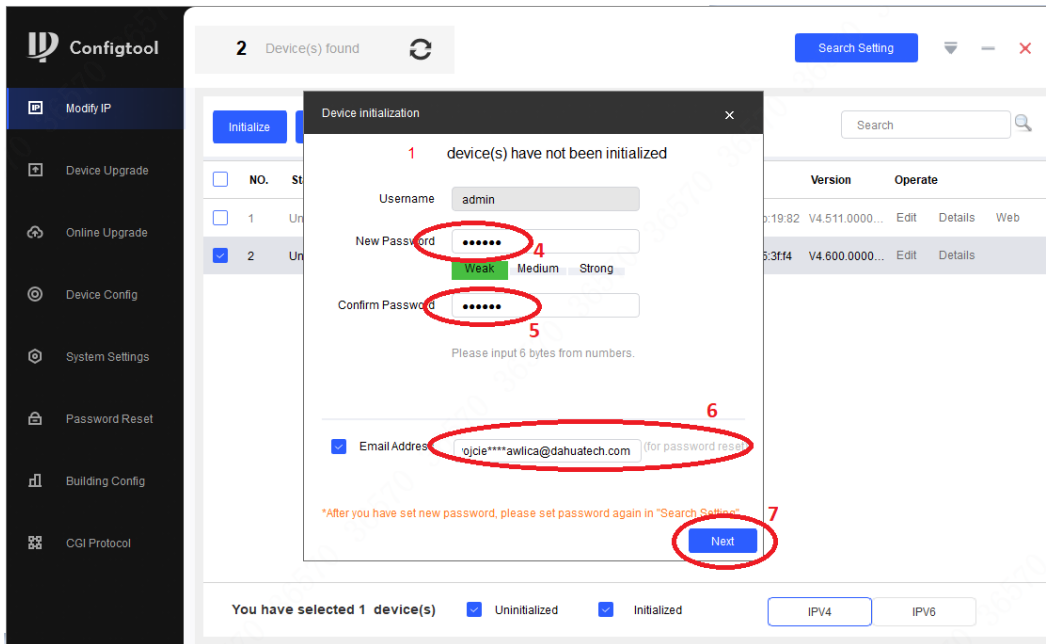 Configtool
2 Device(s) found
Search Setting
Modify IP
Device Upgrade
Online Upgrade
Device Config
System Settings
Password Reset
Building Config
CGI Protocol
Initialize
Search
NO.
Version Operate
1 V4.511.0000... Edit Details Web
2 V4.600.0000... Edit Details
Device initialization
1 device(s) have not been initialized
Username admin
New Password ●●●●●● 4
Weak Medium Strong
Confirm Password ●●●●●● 5
Please input 6 bytes from numbers.
6
Email Address ojcie****awlica@dahuatech.com (for password reset)
*After you have set new password, please set password again in "Search Setting"
7
Next
You have selected 1 device(s) Uninitialized Initialized IPV4 IPV6